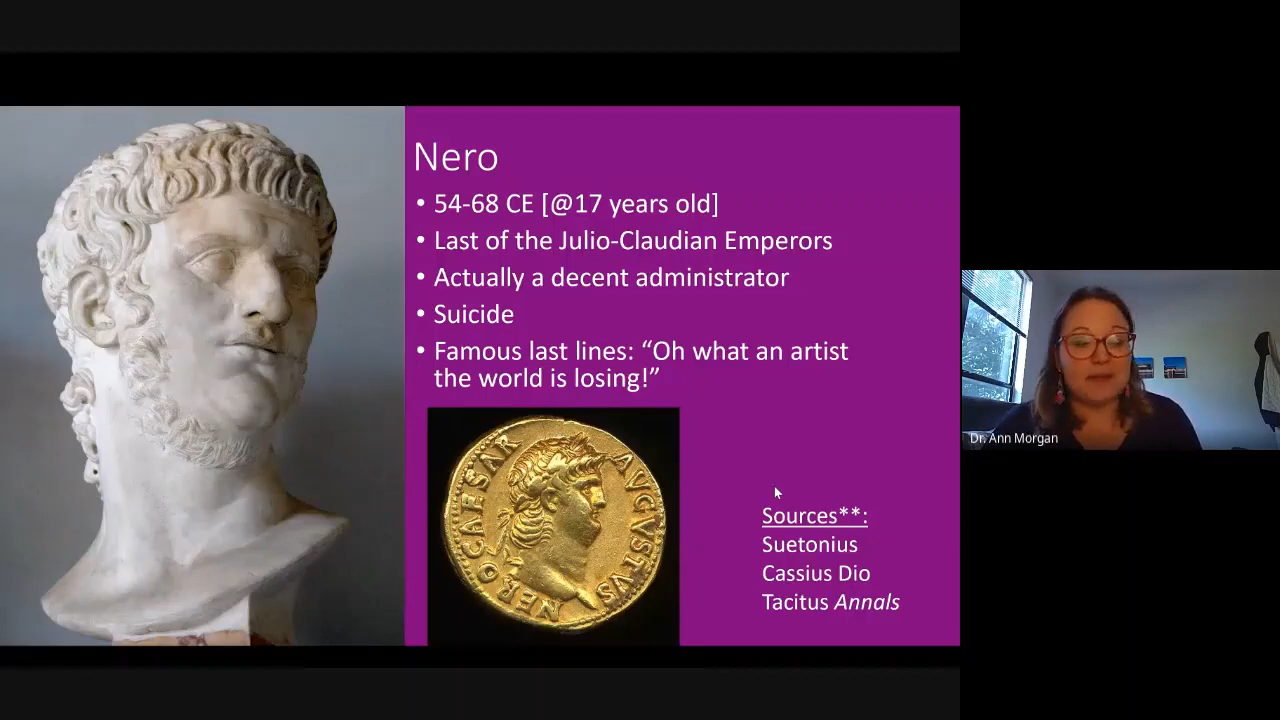 Nero
• 54-68 CE [@17 years old]
• Last of the Julio-Claudian Emperors
• Actually a decent administrator
• Suicide
• Famous last lines: “Oh what an artist
the world is losing!”
NERO CAESAR AVGVSTVS
Sources**:
Suetonius
Cassius Dio
Tacitus Annals
Dr. Ann Morgan